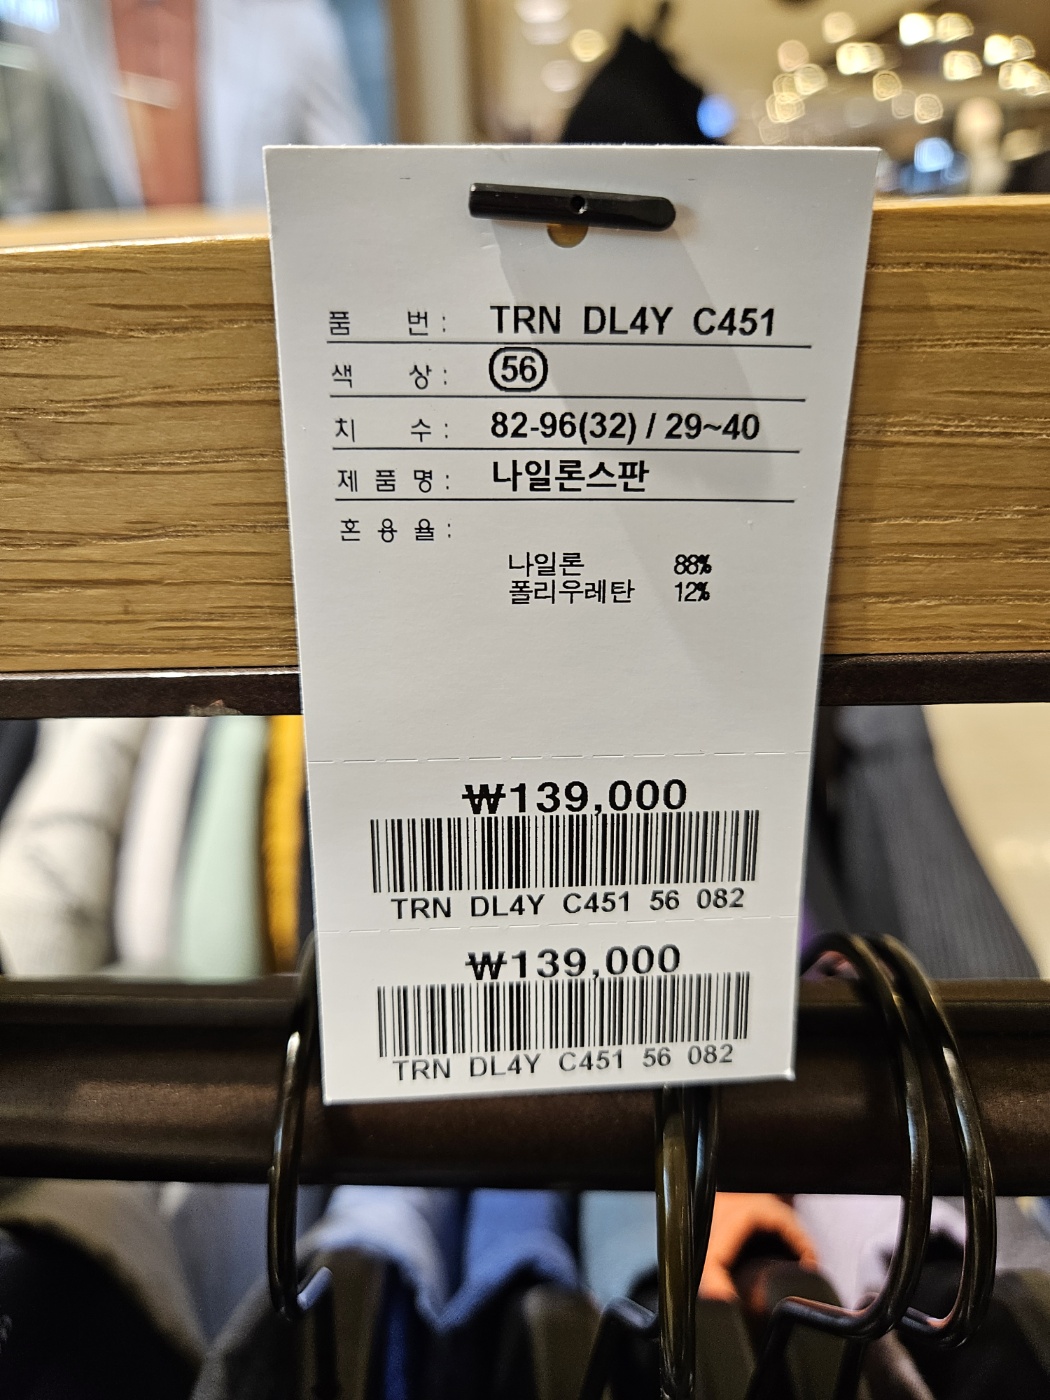 품 번 : TRN DL4Y C451
색 상 : 56
치 수 : 82-96(32) / 29~40
제 품 명 : 나일론스판
혼 용 율 :
나일론 88%
폴리우레탄 12%
₩139,000
TRN DL4Y C451 56 082
₩139,000
TRN DL4Y C451 56 082